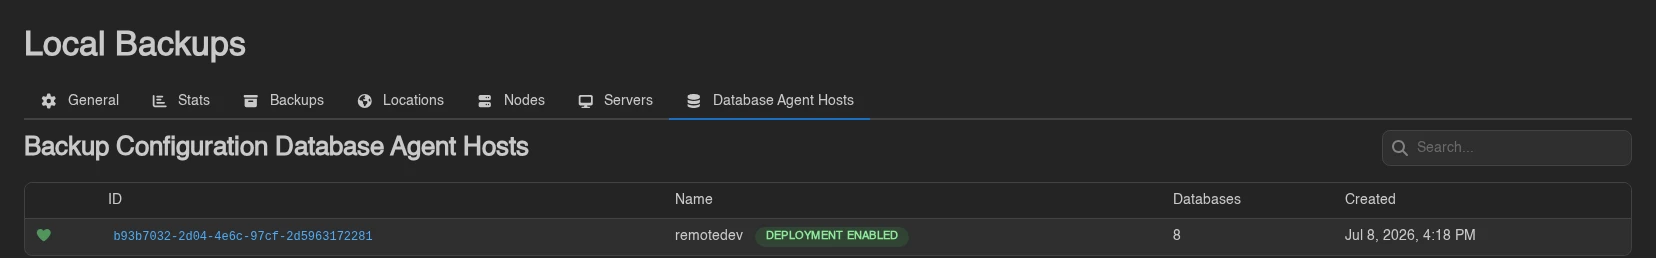 Local Backups
General Stats Backups Locations Nodes Servers Database Agent Hosts
Backup Configuration Database Agent Hosts
Search...
ID Name Databases Created
b93b7032-2d04-4e6c-97cf-2d5963172281 remotedev DEPLOYMENT ENABLED 8 Jul 8, 2026, 4:18 PM